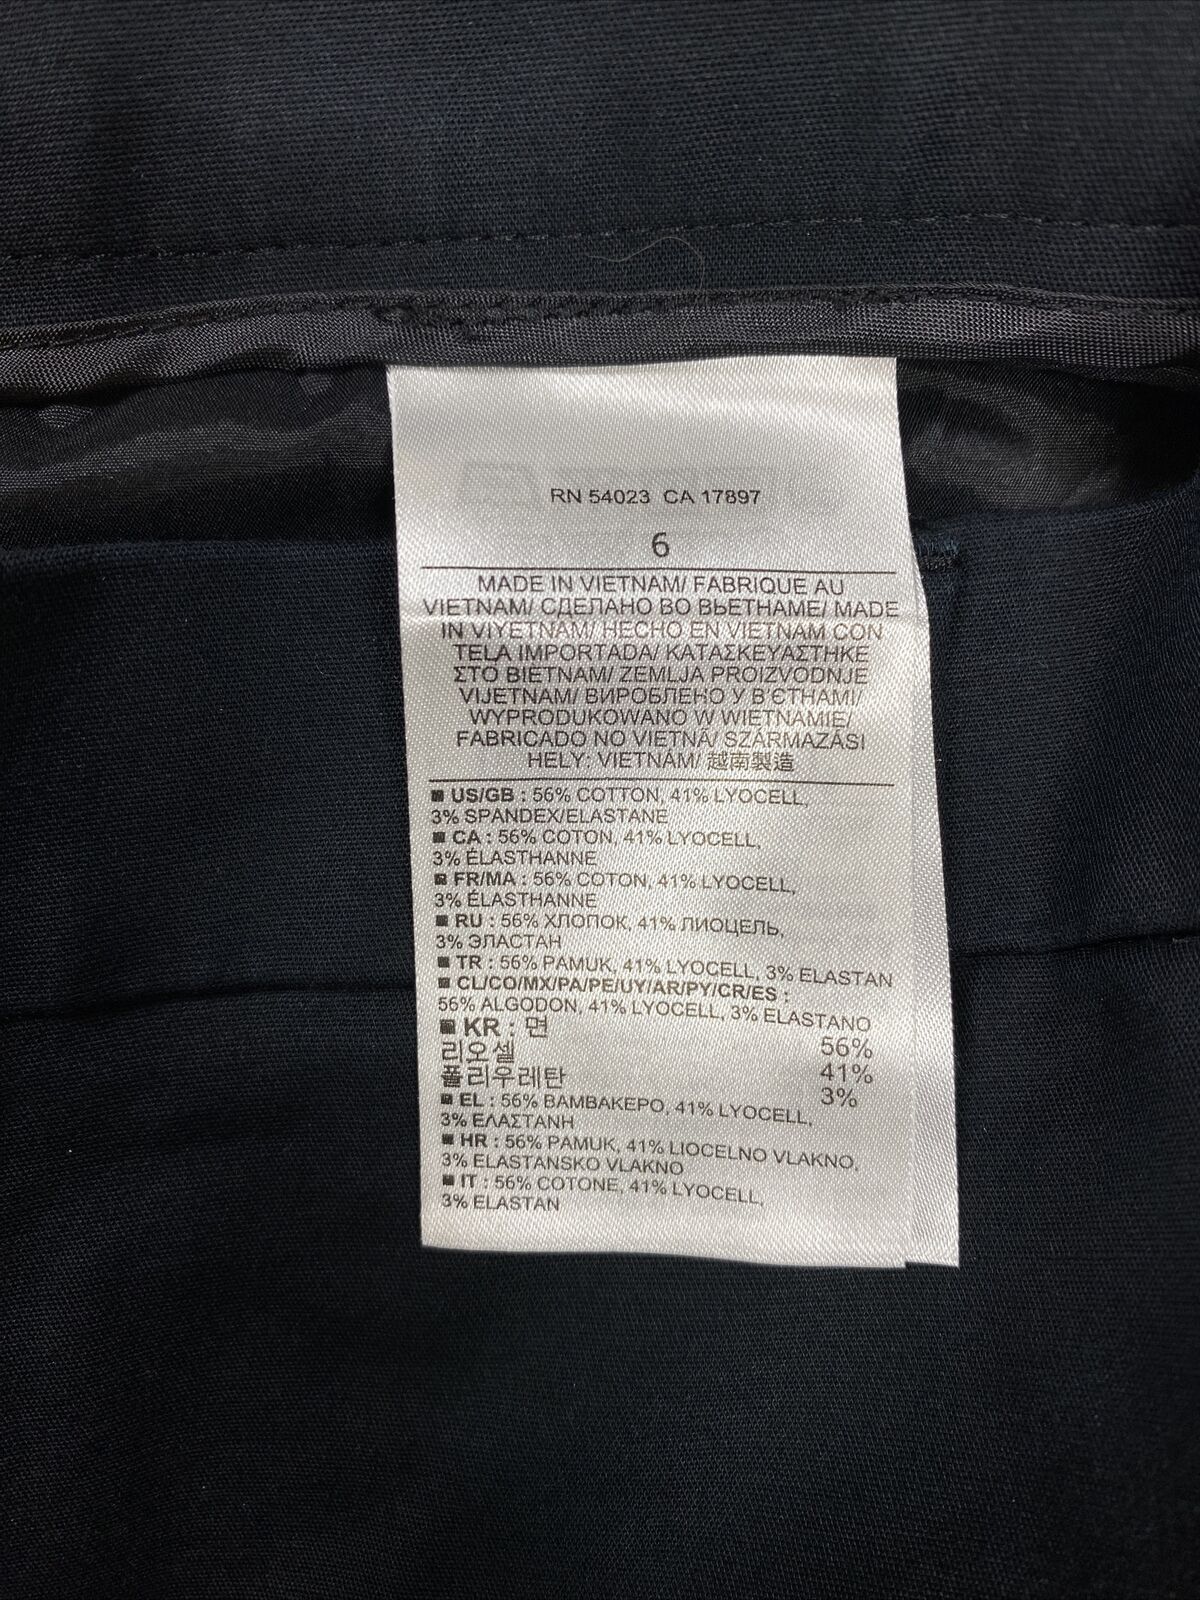 RN 54023 CA 17897
6
MADE IN VIETNAM/ FABRIQUE AU
VIETNAM/ СДЕЛАНО ВО ВЬЕТНАМЕ/ MADE
IN VIYETNAM/ HECHO EN VIETNAM CON
TELA IMPORTADA/ ΚΑΤΑΣΚΕΥΑΣΤΗΚΕ
ΣΤΟ ΒΙΕΤΝΑΜ/ ZEMLJA PROIZVODNJE
VIJETNAM/ ВИРОБЛЕНО У В'ЄТНАМІ/
WYPRODUKOWANO W WIETNAMIE/
FABRICADO NO VIETNÃ/ SZÁRMAZÁSI
HELY: VIETNÁM/ 越南製造
■ US/GB : 56% COTTON, 41% LYOCELL,
3% SPANDEX/ELASTANE
■ CA : 56% COTON, 41% LYOCELL,
3% ÉLASTHANNE
■ FR/MA : 56% COTON, 41% LYOCELL,
3% ÉLASTHANNE
■ RU : 56% ХЛОПОК, 41% ЛИОЦЕЛЬ,
3% ЭЛАСТАН
■ TR : 56% PAMUK, 41% LYOCELL, 3% ELASTAN
■ CL/CO/MX/PA/PE/UY/AR/PY/CR/ES :
56% ALGODON, 41% LYOCELL, 3% ELASTANO
■ KR : 면 56%
리오셀 41%
폴리우레탄 3%
■ EL : 56% ΒΑΜΒΑΚΕΡΟ, 41% LYOCELL,
3% ΕΛΑΣΤΑΝΗ
■ HR : 56% PAMUK, 41% LIOCELNO VLAKNO,
3% ELASTANSKO VLAKNO
■ IT : 56% COTONE, 41% LYOCELL,
3% ELASTAN